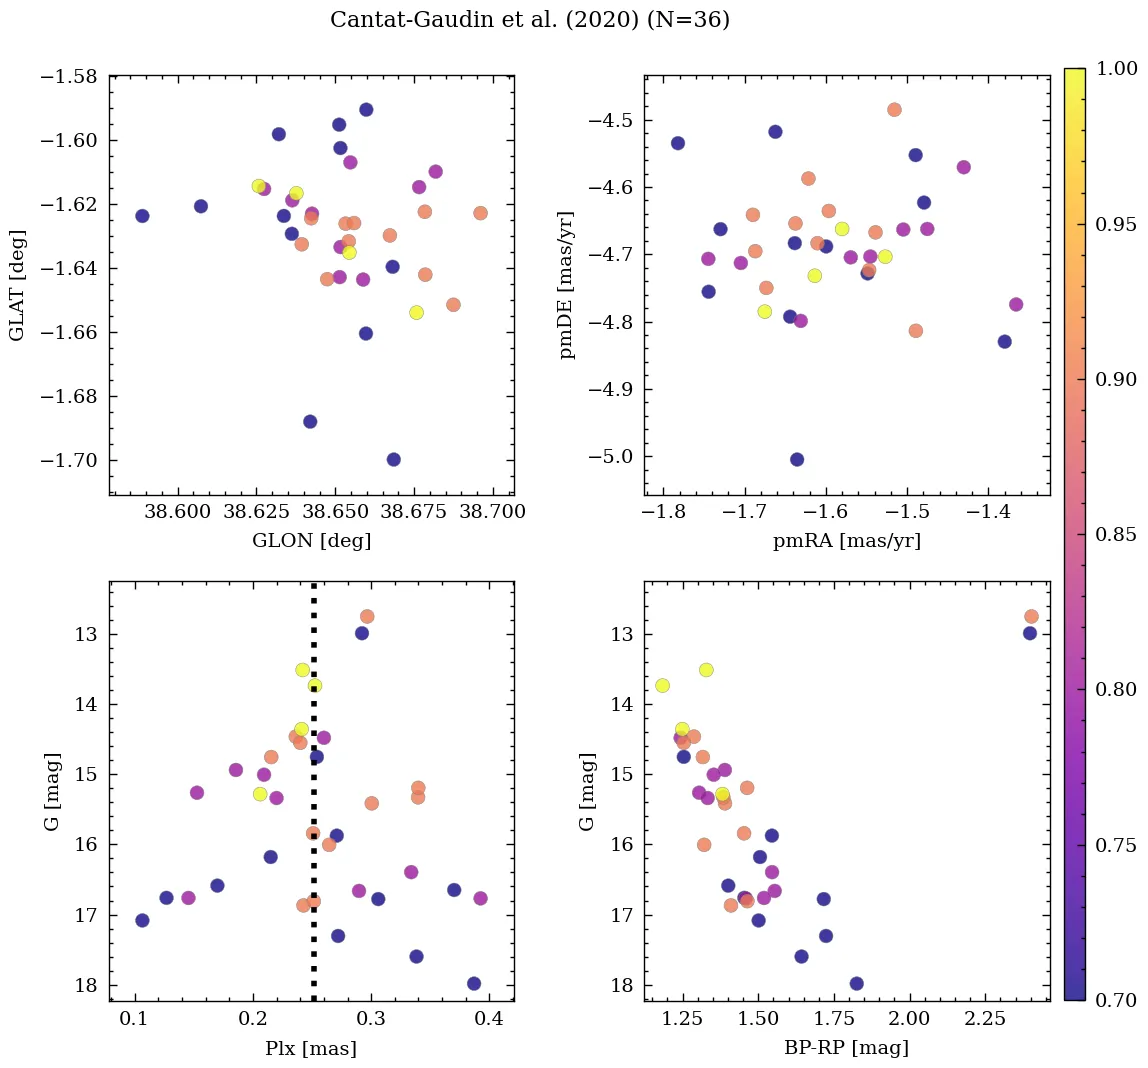 Cantat-Gaudin et al. (2020) (N=36)
−1.58
−1.60
−1.62
−1.64
−1.66
−1.68
−1.70
GLAT [deg]
38.600 38.625 38.650 38.675 38.700
GLON [deg]
−4.5
−4.6
−4.7
−4.8
−4.9
−5.0
pmDE [mas/yr]
−1.8 −1.7 −1.6 −1.5 −1.4
pmRA [mas/yr]
13
14
15
16
17
18
G [mag]
0.1 0.2 0.3 0.4
Plx [mas]
13
14
15
16
17
18
G [mag]
1.25 1.50 1.75 2.00 2.25
BP-RP [mag]
1.00
0.95
0.90
0.85
0.80
0.75
0.70